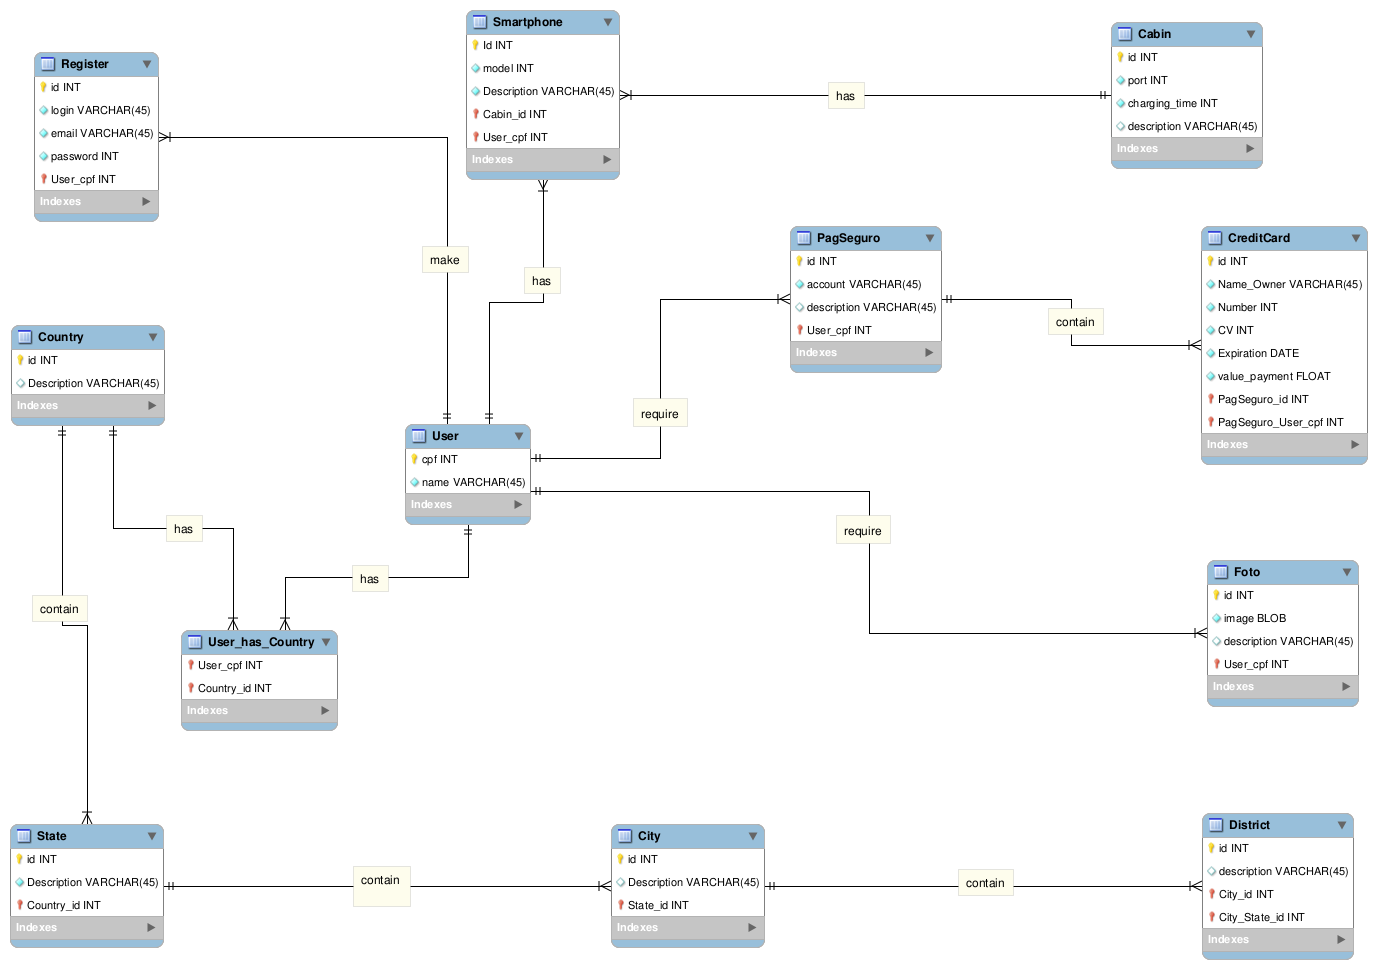 Smartphone
Id INT
model INT
Description VARCHAR(45)
Cabin_id INT
User_cpf INT
Indexes
Cabin
id INT
port INT
charging_time INT
description VARCHAR(45)
Indexes
has
Register
id INT
login VARCHAR(45)
email VARCHAR(45)
password INT
User_cpf INT
Indexes
make
has
PagSeguro
id INT
account VARCHAR(45)
description VARCHAR(45)
User_cpf INT
Indexes
contain
CreditCard
id INT
Name_Owner VARCHAR(45)
Number INT
CV INT
Expiration DATE
value_payment FLOAT
PagSeguro_id INT
PagSeguro_User_cpf INT
Indexes
Country
id INT
Description VARCHAR(45)
Indexes
require
User
cpf INT
name VARCHAR(45)
Indexes
has
require
has
contain
Foto
id INT
image BLOB
description VARCHAR(45)
User_cpf INT
Indexes
User_has_Country
User_cpf INT
Country_id INT
Indexes
State
id INT
Description VARCHAR(45)
Country_id INT
Indexes
contain
City
id INT
Description VARCHAR(45)
State_id INT
Indexes
contain
District
id INT
description VARCHAR(45)
City_id INT
City_State_id INT
Indexes